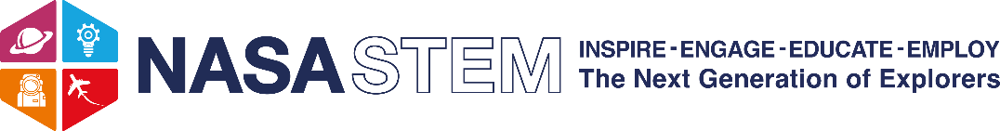 NASA STEM INSPIRE - ENGAGE - EDUCATE - EMPLOY
The Next Generation of Explorers